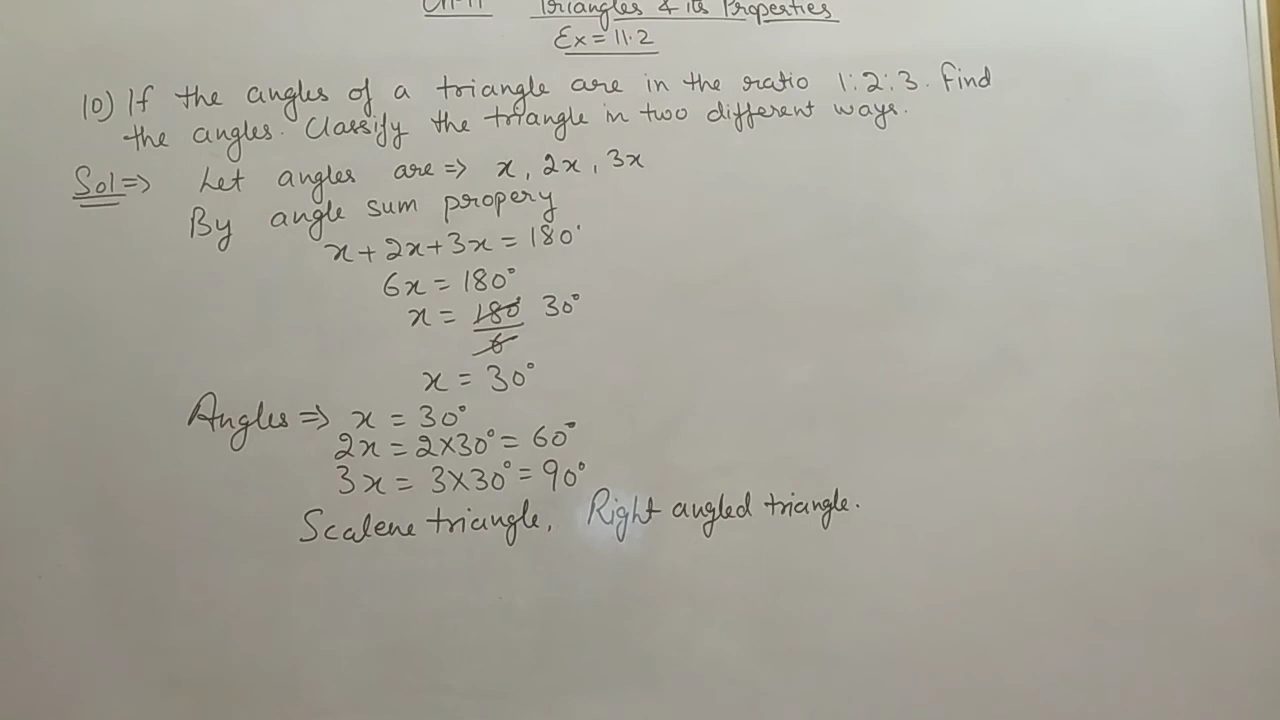 Triangles & its Properties
Ex = 11.2
10) If the angles of a triangle are in the ratio 1:2:3. Find
the angles. Classify the triangle in two different ways.
Sol => Let angles are => x, 2x, 3x
By angle sum propery
x + 2x + 3x = 180°
6x = 180°
x = 180/6 30°
x = 30°
Angles => x = 30°
2x = 2×30° = 60°
3x = 3×30° = 90°
Scalene triangle, Right angled triangle.